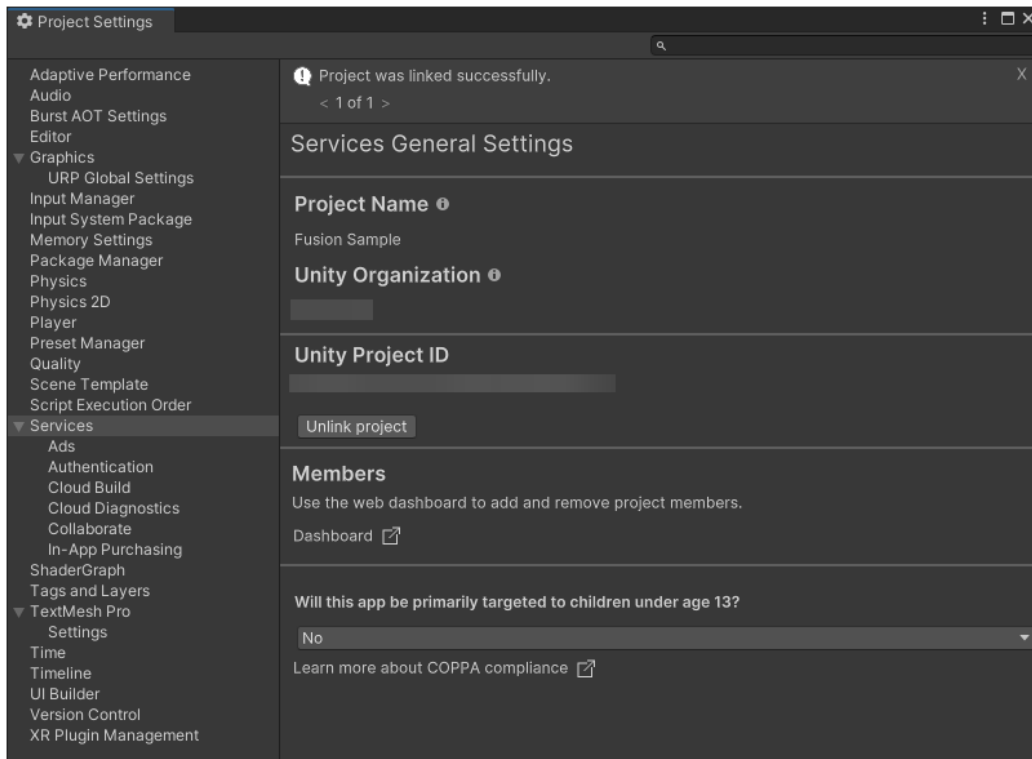 Project Settings
Adaptive Performance
Audio
Burst AOT Settings
Editor
Graphics
URP Global Settings
Input Manager
Input System Package
Memory Settings
Package Manager
Physics
Physics 2D
Player
Preset Manager
Quality
Scene Template
Script Execution Order
Services
Ads
Authentication
Cloud Build
Cloud Diagnostics
Collaborate
In-App Purchasing
ShaderGraph
Tags and Layers
TextMesh Pro
Settings
Time
Timeline
UI Builder
Version Control
XR Plugin Management
Project was linked successfully.
X
< 1 of 1 >
Services General Settings
Project Name
Fusion Sample
Unity Organization
Unity Project ID
Unlink project
Members
Use the web dashboard to add and remove project members.
Dashboard
Will this app be primarily targeted to children under age 13?
No
Learn more about COPPA compliance